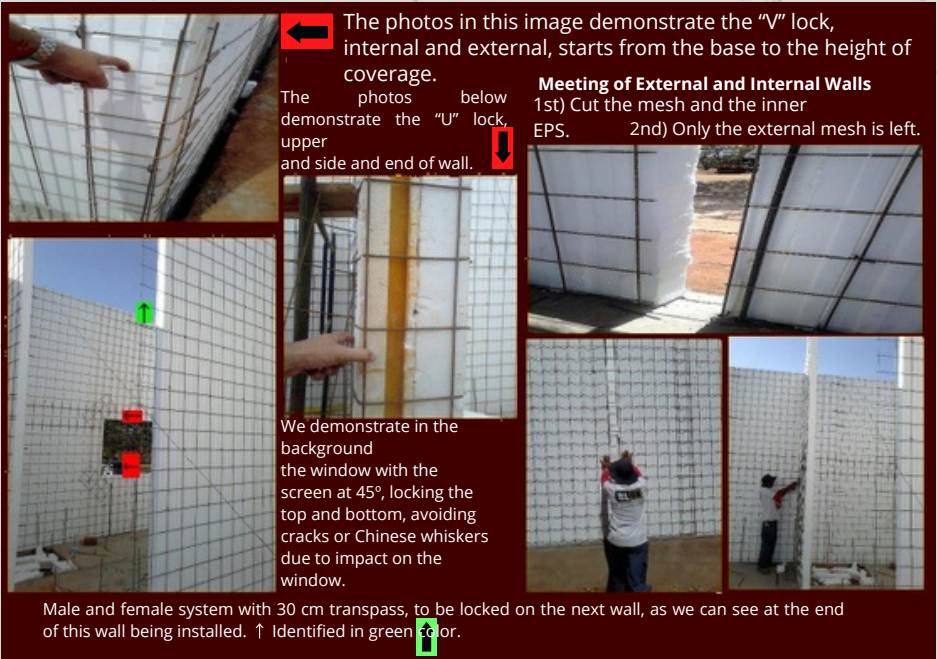 The photos in this image demonstrate the “V” lock,
internal and external, starts from the base to the height of
coverage.
The photos below
demonstrate the “U” lock,
upper
and side and end of wall.
Meeting of External and Internal Walls
1st) Cut the mesh and the inner
EPS. 2nd) Only the external mesh is left.
We demonstrate in the
background
the window with the
screen at 45º, locking the
top and bottom, avoiding
cracks or Chinese whiskers
due to impact on the
window.
Male and female system with 30 cm transpass, to be locked on the next wall, as we can see at the end
of this wall being installed. ↑ Identified in green color.